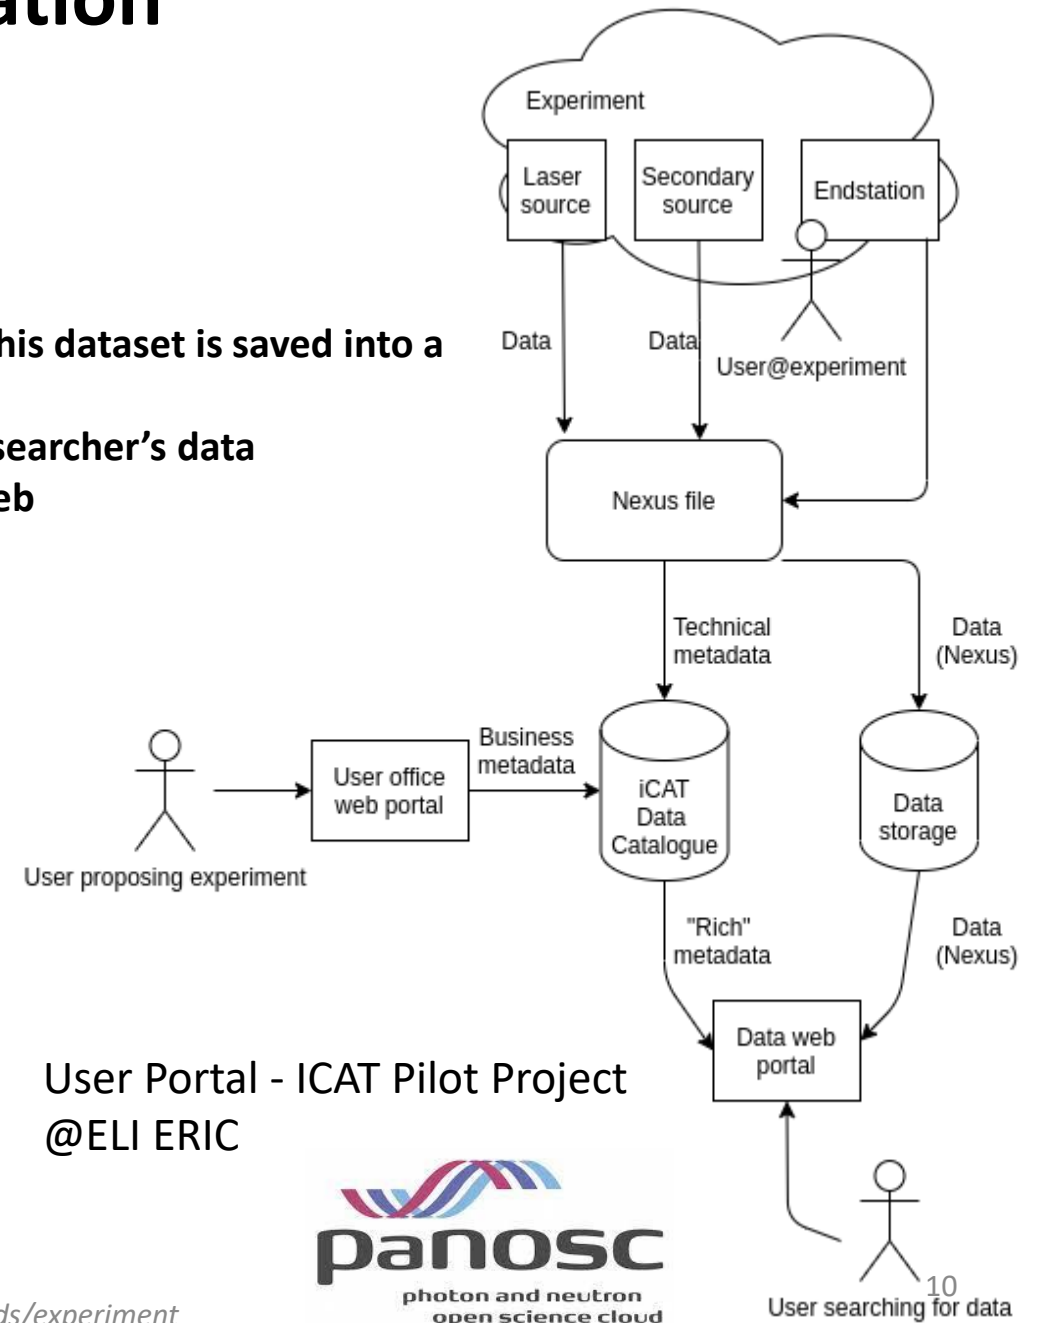 ation
Experiment
Laser
source
Secondary
source
Endstation
his dataset is saved into a
Data
Data
User@experiment
searcher’s data
eb
Nexus file
Technical
metadata
Data
(Nexus)
Business
metadata
User office
web portal
iCAT
Data
Catalogue
Data
storage
User proposing experiment
"Rich"
metadata
Data
(Nexus)
Data web
portal
User Portal - ICAT Pilot Project
@ELI ERIC
panosc
photon and neutron
open science cloud
10
User searching for data
ds/experiment